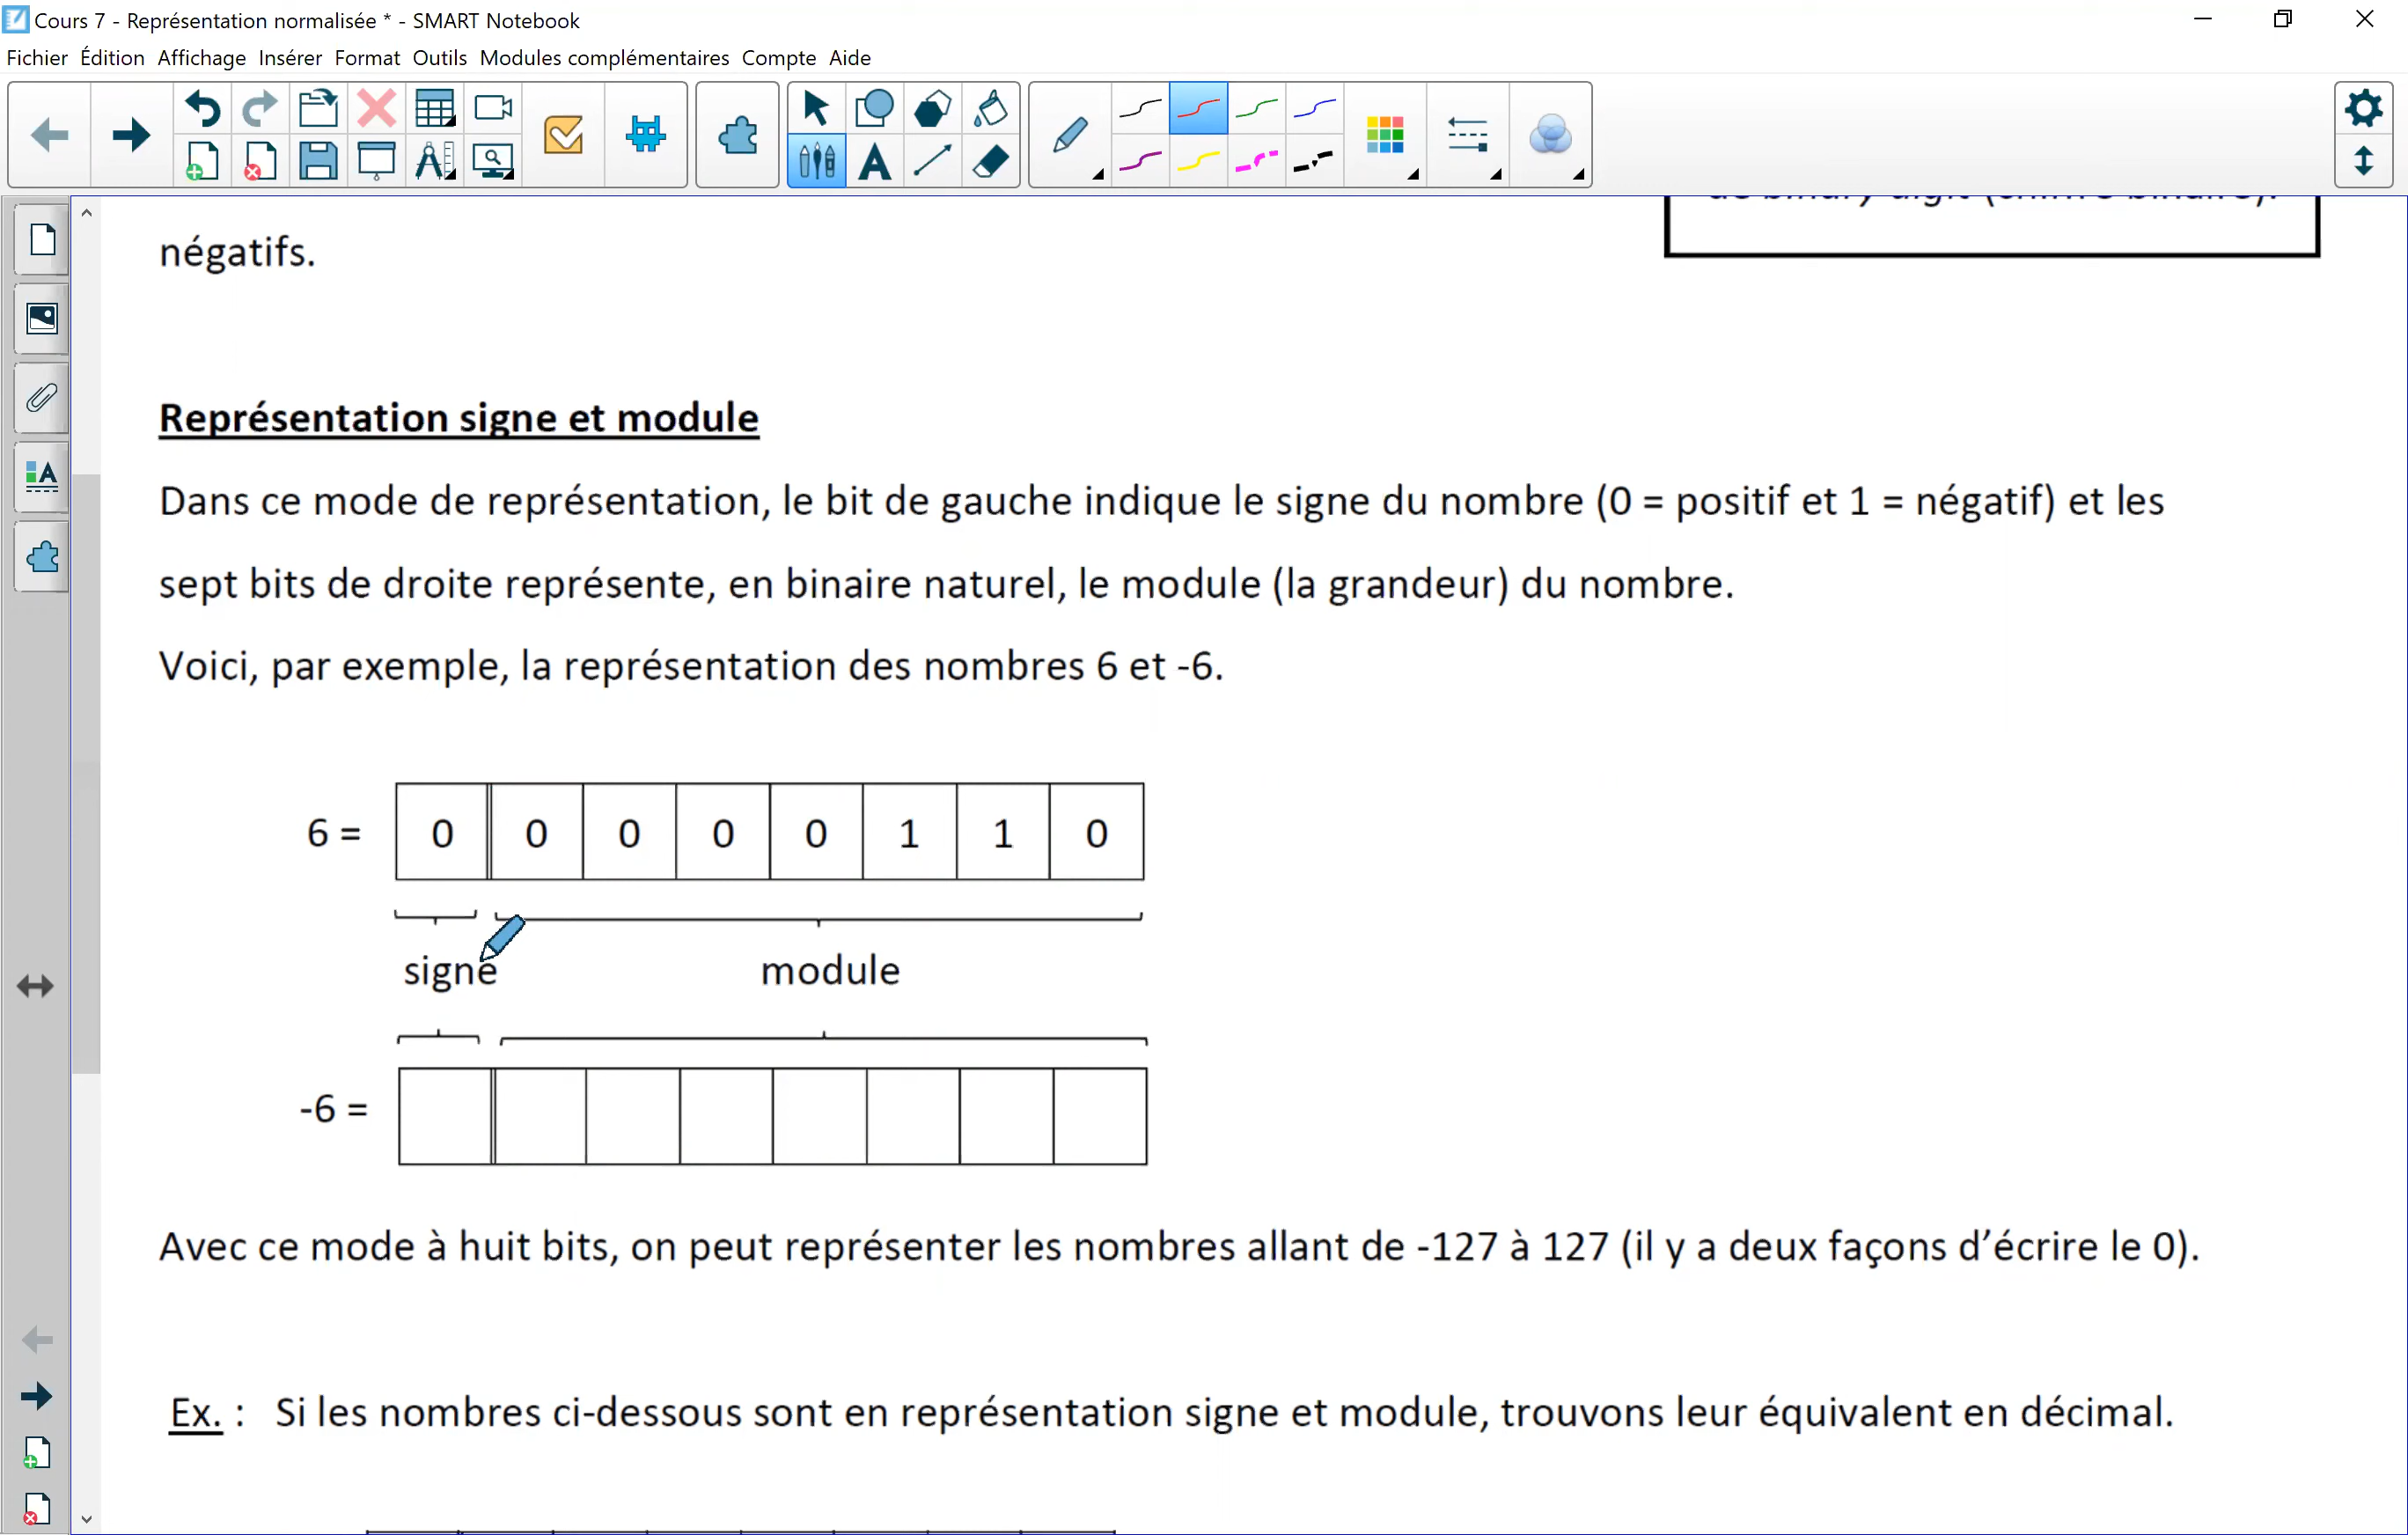 Cours 7 - Représentation normalisée * - SMART Notebook
Fichier Édition Affichage Insérer Format Outils Modules complémentaires Compte Aide
négatifs.
Représentation signe et module
Dans ce mode de représentation, le bit de gauche indique le signe du nombre (0 = positif et 1 = négatif) et les
sept bits de droite représente, en binaire naturel, le module (la grandeur) du nombre.
Voici, par exemple, la représentation des nombres 6 et -6.
6 = 0 0 0 0 0 1 1 0
signe module
-6 =
Avec ce mode à huit bits, on peut représenter les nombres allant de -127 à 127 (il y a deux façons d'écrire le 0).
Ex. : Si les nombres ci-dessous sont en représentation signe et module, trouvons leur équivalent en décimal.